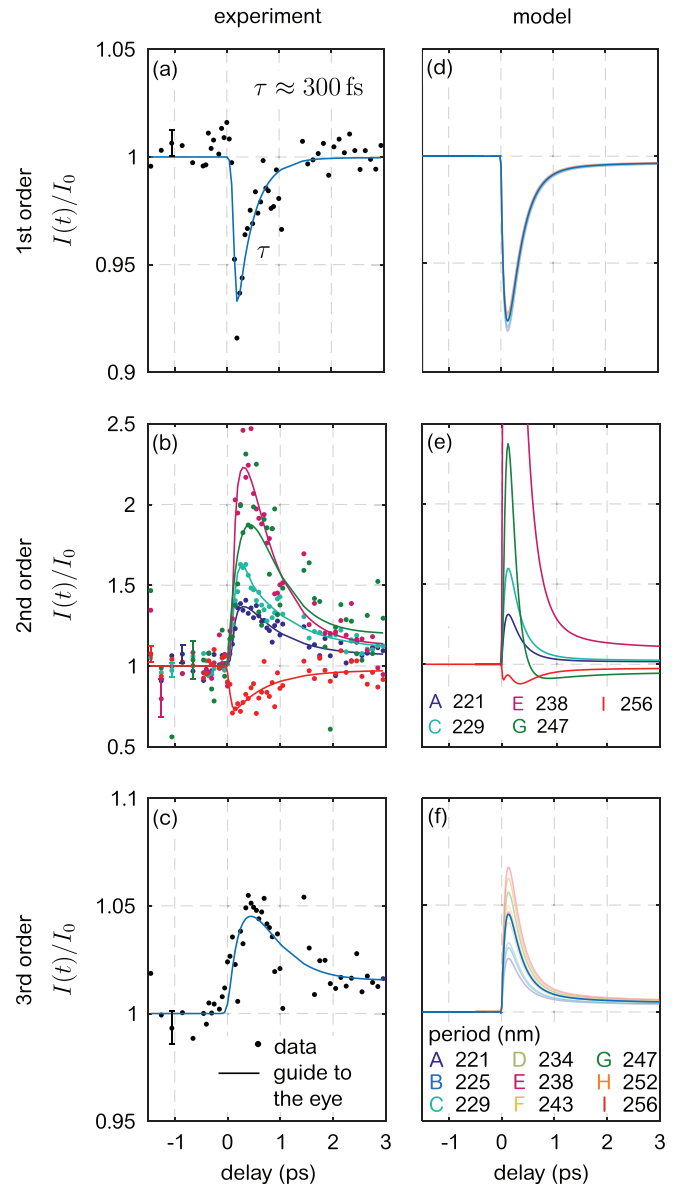 experiment
model
1st order
I(t)/I₀
1.05
1
0.95
0.9
(a)
τ ≈ 300 fs
τ
(d)
2nd order
I(t)/I₀
2.5
2
1.5
1
0.5
(b)
(e)
A 221 E 238 I 256
C 229 G 247
3rd order
I(t)/I₀
1.1
1.05
1
0.95
(c)
data
guide to
the eye
(f)
period (nm)
A 221 D 234 G 247
B 225 E 238 H 252
C 229 F 243 I 256
-1 0 1 2 3
-1 0 1 2 3
delay (ps)
delay (ps)